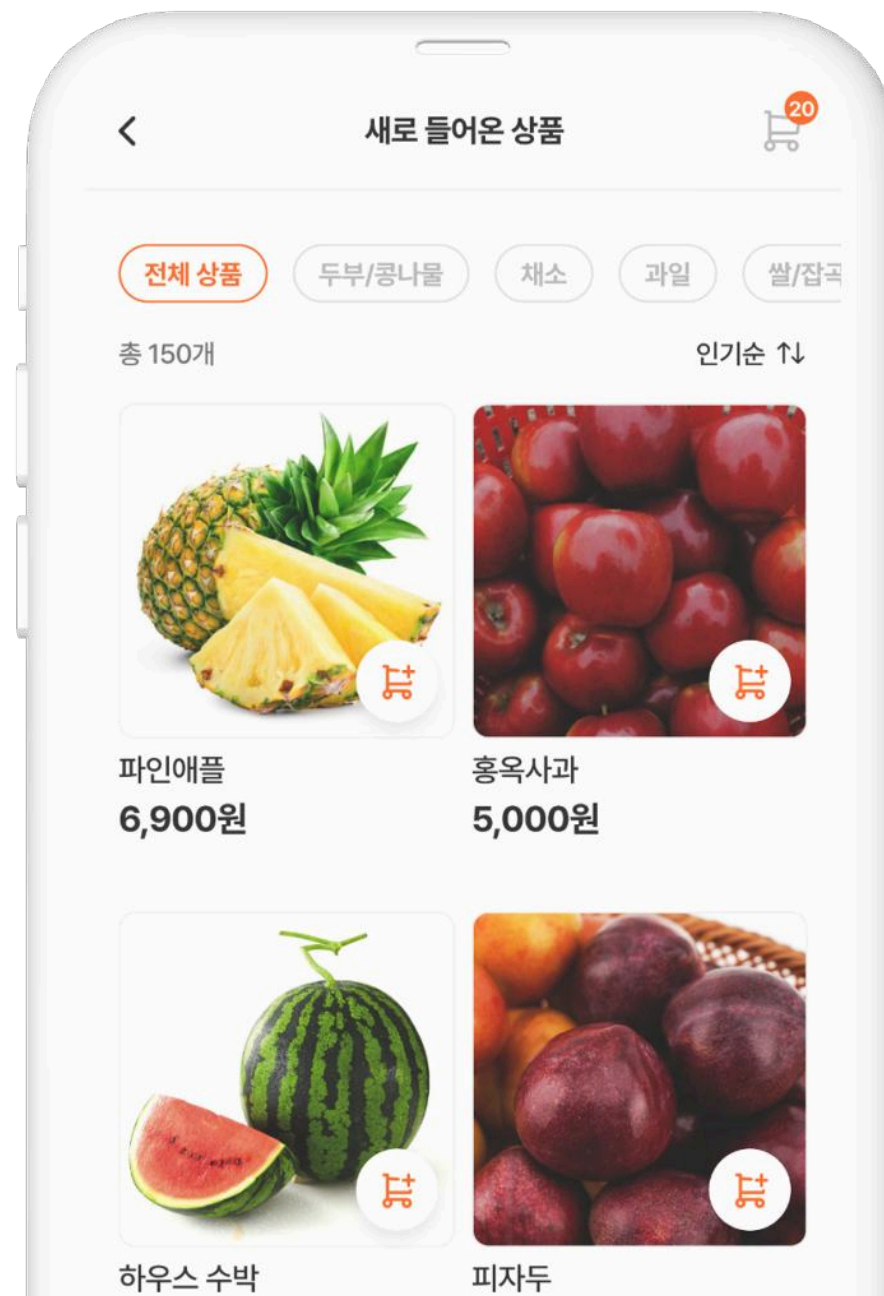 새로 들어온 상품
20
전체 상품 두부/콩나물 채소 과일 쌀/잡곡
총 150개 인기순
파인애플 홍옥사과
6,900원 5,000원
하우스 수박 피자두